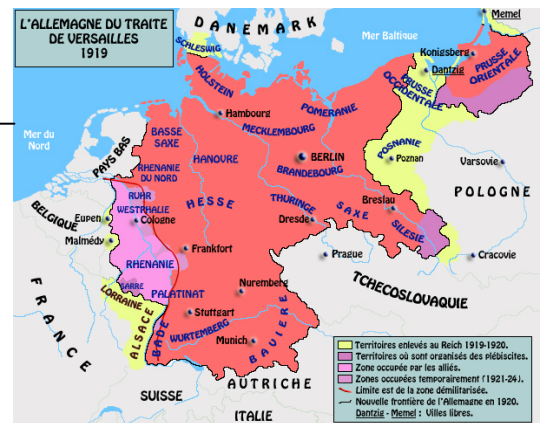 L'ALLEMAGNE DU TRAITE
DE VERSAILLES
1919
DANEMARK
Mer Baltique
Memel
SCHLESWIG
Konigsberg
PRUSSE
ORIENTALE
Dantzig
HOLSTEIN
PRUSSE
OCCIDENTALE
Hambourg
POMERANIE
MECKLEMBOURG
Mer du
Nord
PAYS BAS
BASSE
SAXE
HANOVRE
BERLIN
BRANDEBOURG
POSNANIE
Poznan
Varsovie
RHENANIE
DU NORD
POLOGNE
RUHR
WESTPHALIE
HESSE
THURINGE
SAXE
Breslau
SILESIE
BELGIQUE
Eupen
Cologne
Dresde
Malmédy
Frankfort
Prague
Cracovie
RHENANIE
TCHECOSLOVAQUIE
FRANCE
SARRE
PALATINAT
Nuremberg
LORRAINE
ALSACE
BADE
Stuttgart
WURTEMBERG
Munich
BAVIERE
SUISSE
AUTRICHE
ITALIE
Territoires enlevés au Reich 1919-1920.
Territoires où sont organisés des plébiscites.
Zone occupée par les alliés.
Zones occupées temporairement (1921-24).
Limite est de la zone démilitarisée.
Nouvelle frontière de l'Allemagne en 1920.
Dantzig - Memel : Villes libres.